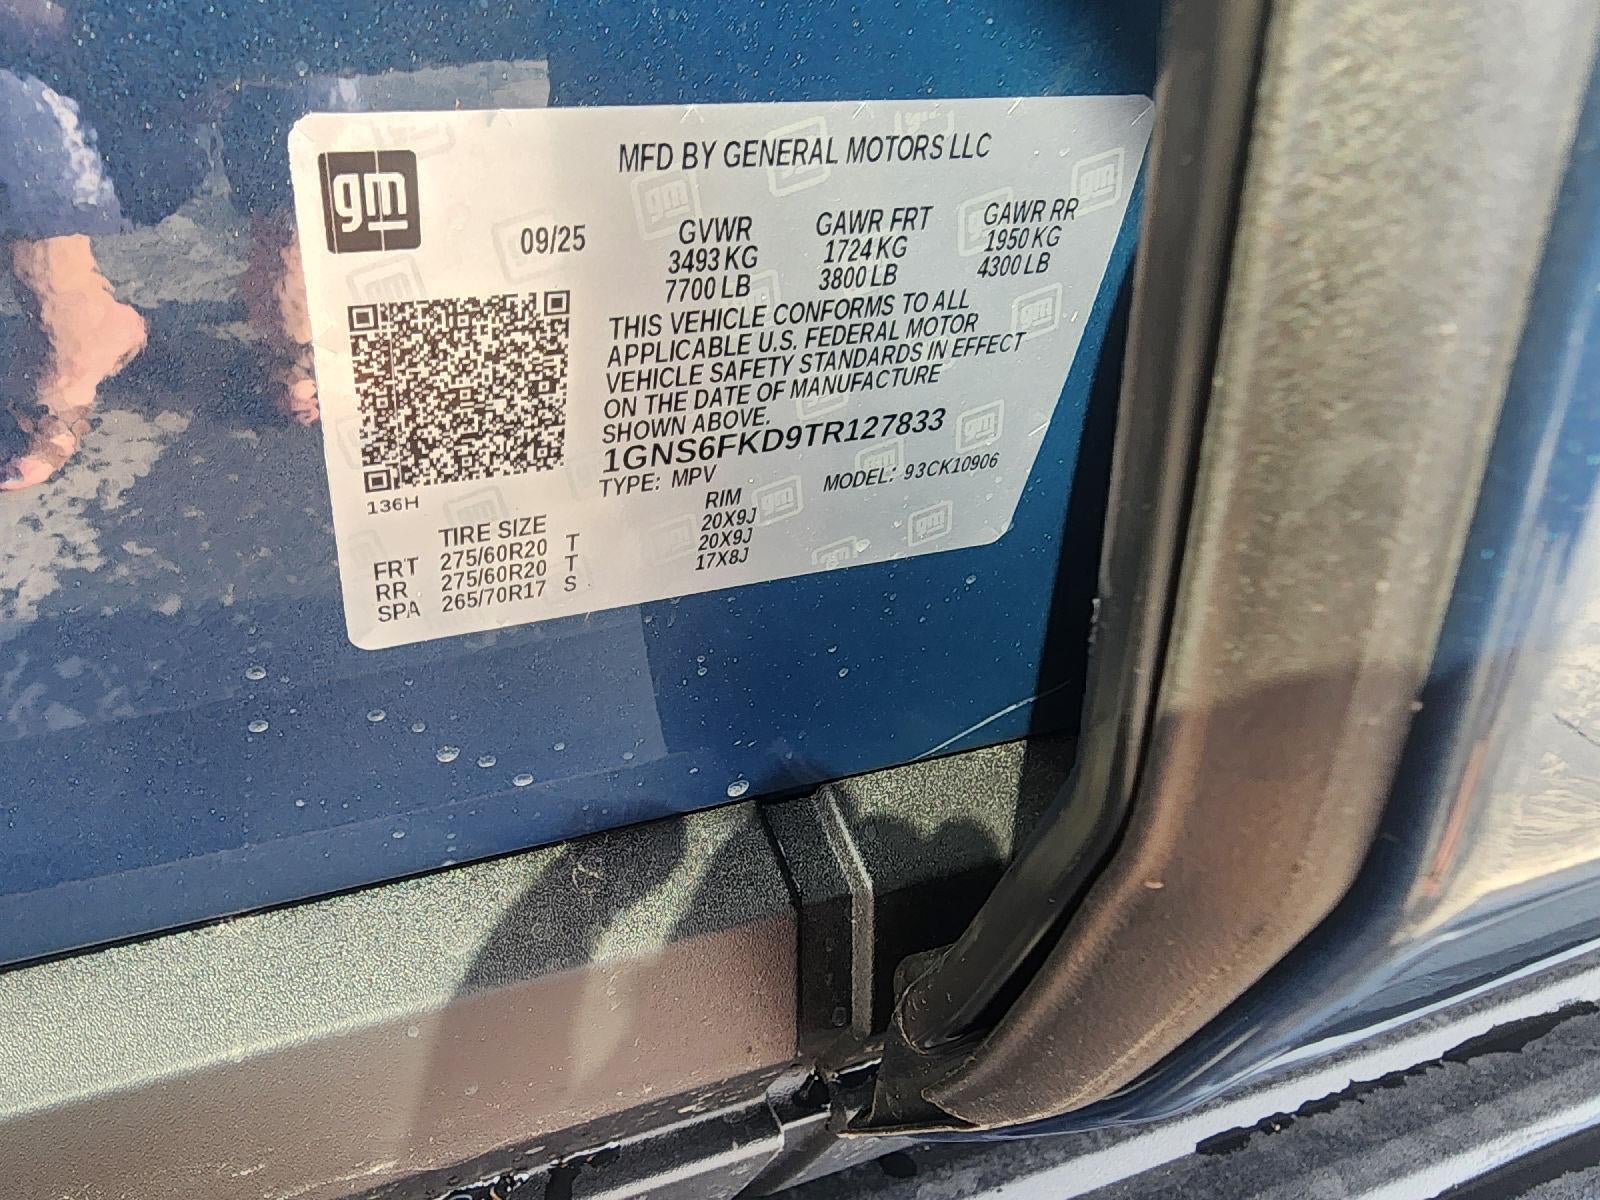 gm
MFD BY GENERAL MOTORS LLC
09/25
GVWR GAWR FRT GAWR RR
3493 KG 1724 KG 1950 KG
7700 LB 3800 LB 4300 LB
THIS VEHICLE CONFORMS TO ALL
APPLICABLE U.S. FEDERAL MOTOR
VEHICLE SAFETY STANDARDS IN EFFECT
ON THE DATE OF MANUFACTURE
SHOWN ABOVE.
1GNS6FKD9TR127833
TYPE: MPV MODEL: 93CK10906
136H
TIRE SIZE RIM
FRT 275/60R20 T 20X9J
RR 275/60R20 T 20X9J
SPA 265/70R17 S 17X8J